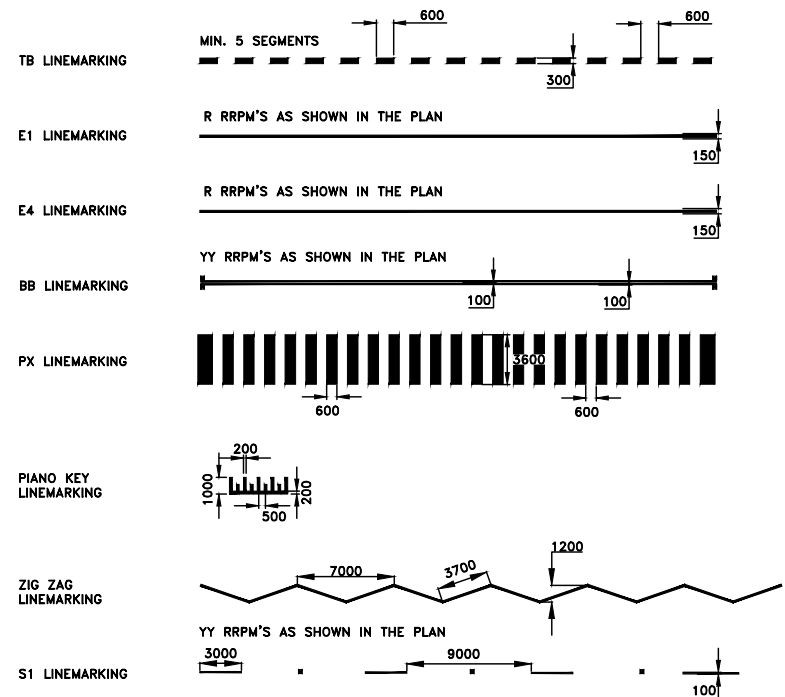 600
600
MIN. 5 SEGMENTS
TB LINEMARKING
300
R RRPM'S AS SHOWN IN THE PLAN
E1 LINEMARKING
150
R RRPM'S AS SHOWN IN THE PLAN
E4 LINEMARKING
150
YY RRPM'S AS SHOWN IN THE PLAN
BB LINEMARKING
100
100
PX LINEMARKING
3600
600
600
200
PIANO KEY
LINEMARKING
1000
200
500
1200
7000
3700
ZIG ZAG
LINEMARKING
YY RRPM'S AS SHOWN IN THE PLAN
3000
9000
S1 LINEMARKING
100